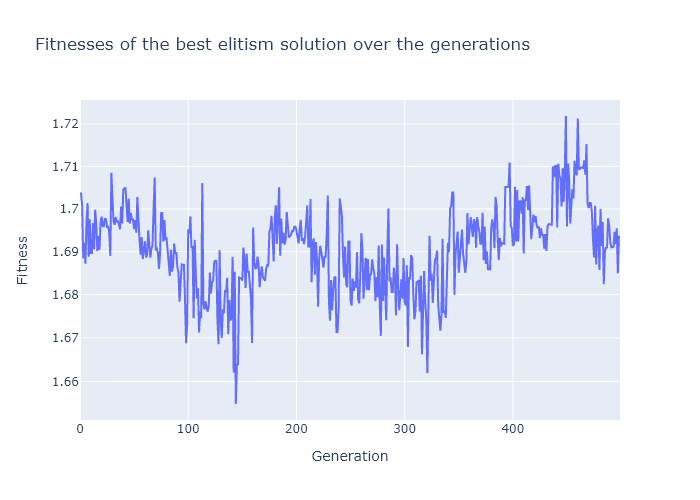 Fitnesses of the best elitism solution over the generations
1.72
1.71
1.7
1.69
1.68
1.67
1.66
Fitness
0 100 200 300 400
Generation